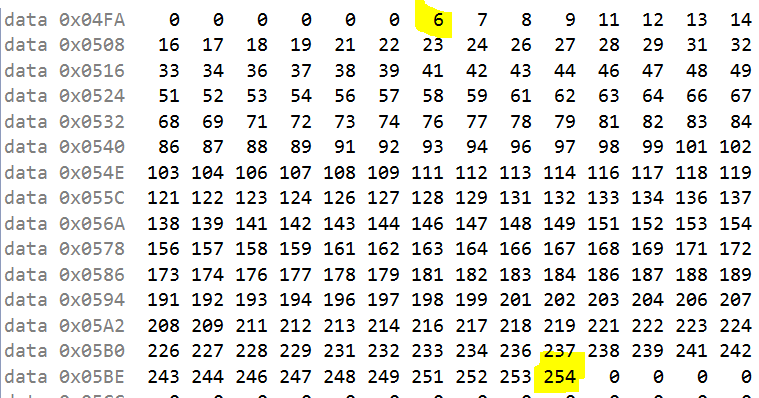 data 0x04FA 0 0 0 0 0 0 6 7 8 9 11 12 13 14
data 0x0508 16 17 18 19 21 22 23 24 26 27 28 29 31 32
data 0x0516 33 34 36 37 38 39 41 42 43 44 46 47 48 49
data 0x0524 51 52 53 54 56 57 58 59 61 62 63 64 66 67
data 0x0532 68 69 71 72 73 74 76 77 78 79 81 82 83 84
data 0x0540 86 87 88 89 91 92 93 94 96 97 98 99 101 102
data 0x054E 103 104 106 107 108 109 111 112 113 114 116 117 118 119
data 0x055C 121 122 123 124 126 127 128 129 131 132 133 134 136 137
data 0x056A 138 139 141 142 143 144 146 147 148 149 151 152 153 154
data 0x0578 156 157 158 159 161 162 163 164 166 167 168 169 171 172
data 0x0586 173 174 176 177 178 179 181 182 183 184 186 187 188 189
data 0x0594 191 192 193 194 196 197 198 199 201 202 203 204 206 207
data 0x05A2 208 209 211 212 213 214 216 217 218 219 221 222 223 224
data 0x05B0 226 227 228 229 231 232 233 234 236 237 238 239 241 242
data 0x05BE 243 244 246 247 248 249 251 252 253 254 0 0 0 0